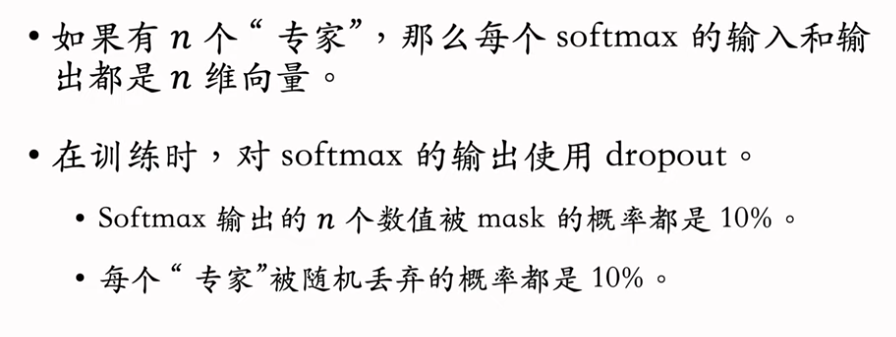 • 如果有 n 个 “ 专家”，那么每个 softmax 的输入和输
出都是 n 维向量。
• 在训练时，对 softmax 的输出使用 dropout。
• Softmax 输出的 n 个数值被 mask 的概率都是 10%。
• 每个 “ 专家”被随机丢弃的概率都是 10%。